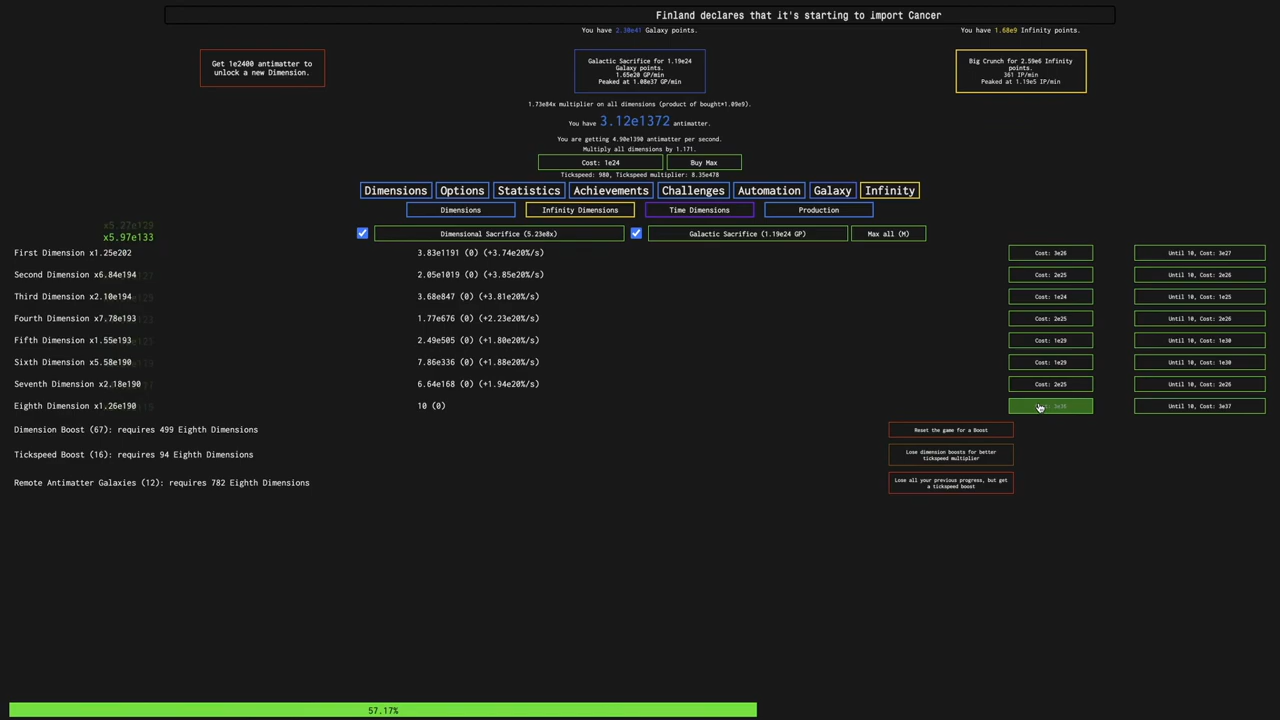 Finland declares that it's starting to import Cancer
You have 2.38e41 Galaxy points.
You have 1.68e9 Infinity points.
Get 1e2400 antimatter to
unlock a new Dimension.
Galactic Sacrifice for 1.19e24
Galaxy points.
1.65e20 GP/min
Peaked at 1.08e37 GP/min
Big Crunch for 2.59e6 Infinity
points.
361 IP/min
Peaked at 1.19e5 IP/min
1.73e84x multiplier on all dimensions (product of bought*1.09e9).
You have 3.12e1372 antimatter.
You are getting 4.90e1390 antimatter per second.
Multiply all dimensions by 1.171.
Cost: 1e24 Buy Max
Tickspeed: 980, Tickspeed multiplier: 8.35e478
Dimensions Options Statistics Achievements Challenges Automation Galaxy Infinity
Dimensions Infinity Dimensions Time Dimensions Production
x5.27e129
x5.97e133
Dimensional Sacrifice (5.23e8x) Galactic Sacrifice (1.19e24 GP) Max all (M)
First Dimension x1.25e202 3.83e1191 (0) (+3.74e20%/s) Cost: 3e26 Until 10, Cost: 3e27
Second Dimension x6.84e194 2.05e1019 (0) (+3.85e20%/s) Cost: 2e25 Until 10, Cost: 2e26
Third Dimension x2.10e194 3.68e847 (0) (+3.81e20%/s) Cost: 1e24 Until 10, Cost: 1e25
Fourth Dimension x7.78e193 1.77e676 (0) (+2.23e20%/s) Cost: 2e25 Until 10, Cost: 2e26
Fifth Dimension x1.55e193 2.49e505 (0) (+1.80e20%/s) Cost: 1e29 Until 10, Cost: 1e30
Sixth Dimension x5.58e190 7.86e336 (0) (+1.88e20%/s) Cost: 1e29 Until 10, Cost: 1e30
Seventh Dimension x2.18e190 6.64e168 (0) (+1.94e20%/s) Cost: 2e25 Until 10, Cost: 2e26
Eighth Dimension x1.26e190 10 (0) Until 10, Cost: 3e37
Dimension Boost (67): requires 499 Eighth Dimensions Reset the game for a Boost
Tickspeed Boost (16): requires 94 Eighth Dimensions
Lose dimension boosts for better
tickspeed multiplier
Remote Antimatter Galaxies (12): requires 782 Eighth Dimensions
Lose all your previous progress, but get
a tickspeed boost
57.17%